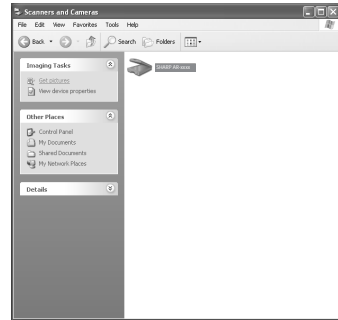 Scanners and Cameras
File Edit View Favorites Tools Help
Back Search Folders
Imaging Tasks
Get pictures
View device properties
SHARP AR-xxxx
Other Places
Control Panel
My Documents
Shared Documents
My Network Places
Details